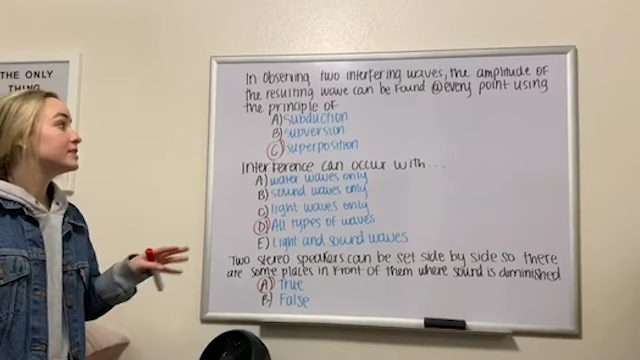 THE ONLY
THING
In observing two interfering waves, the amplitude of
the resulting wave can be found @every point using
the principle of
A) subduction
B) subversion
C) superposition
Interference can occur with...
A) water waves only
B) sound waves only
C) light waves only
D) All types of waves
E) Light and sound waves
Two stereo speakers can be set side by side so there
are some places in front of them where sound is diminished
A) True
B) False